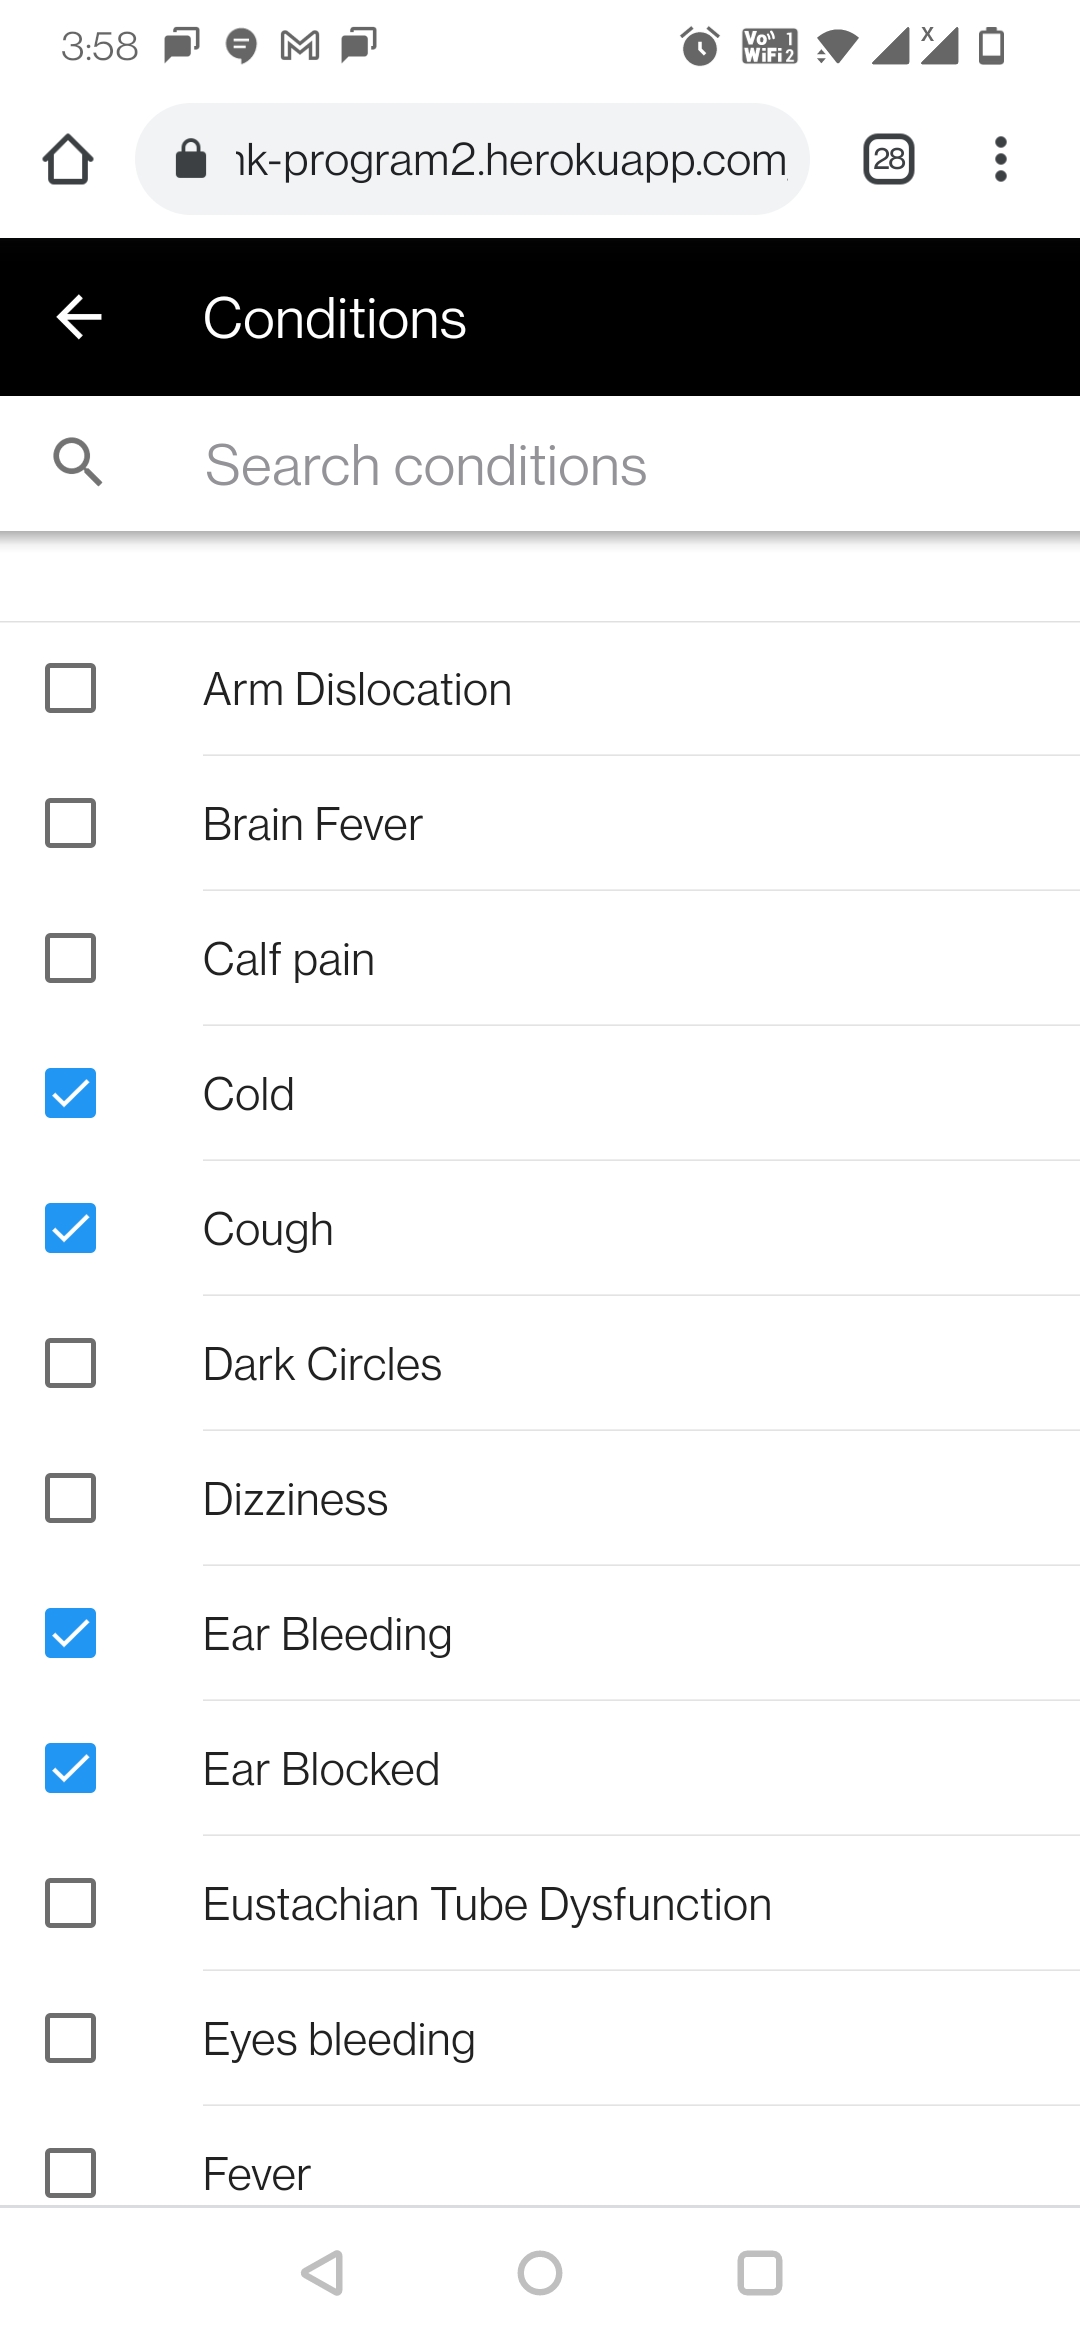 3:58 Vo 1 WiFi 2 X
k-program2.herokuapp.com 28
Conditions
Search conditions
Arm Dislocation
Brain Fever
Calf pain
Cold
Cough
Dark Circles
Dizziness
Ear Bleeding
Ear Blocked
Eustachian Tube Dysfunction
Eyes bleeding
Fever